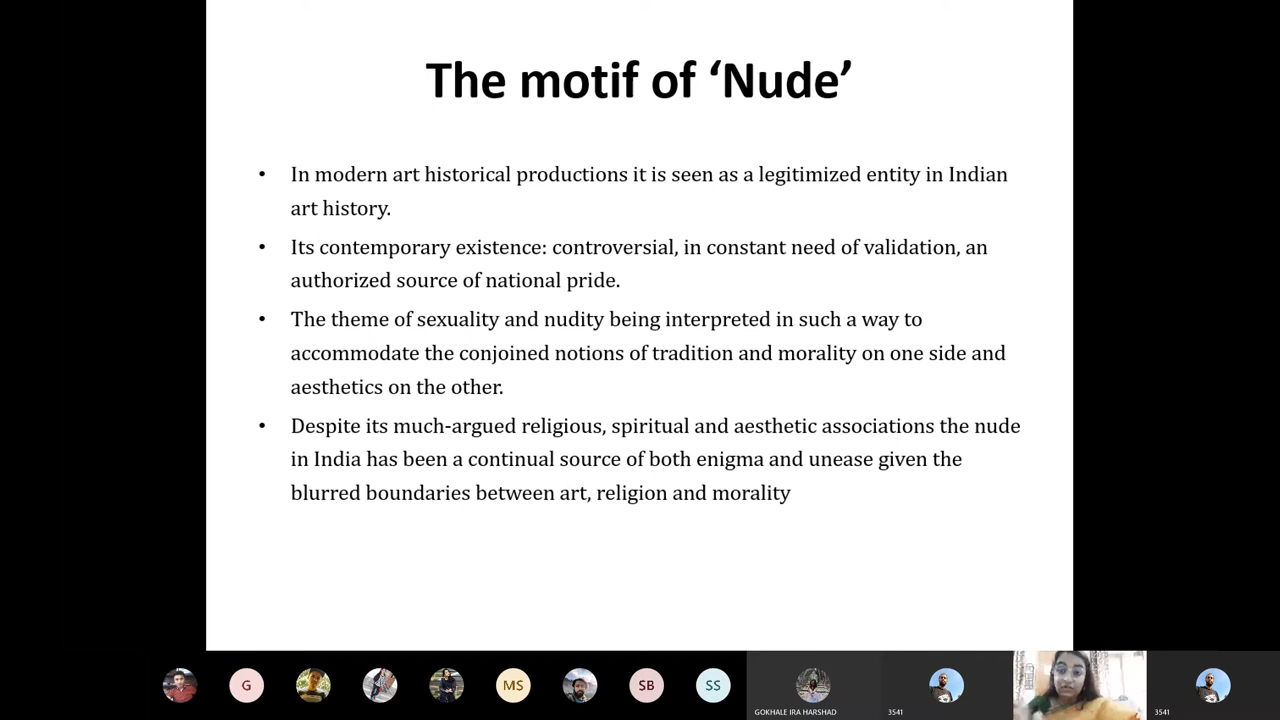 The motif of ‘Nude’
• In modern art historical productions it is seen as a legitimized entity in Indian
art history.
• Its contemporary existence: controversial, in constant need of validation, an
authorized source of national pride.
• The theme of sexuality and nudity being interpreted in such a way to
accommodate the conjoined notions of tradition and morality on one side and
aesthetics on the other.
• Despite its much-argued religious, spiritual and aesthetic associations the nude
in India has been a continual source of both enigma and unease given the
blurred boundaries between art, religion and morality
G
MS
SB
SS
GOKHALE IRA HARSHAD
3541
3541